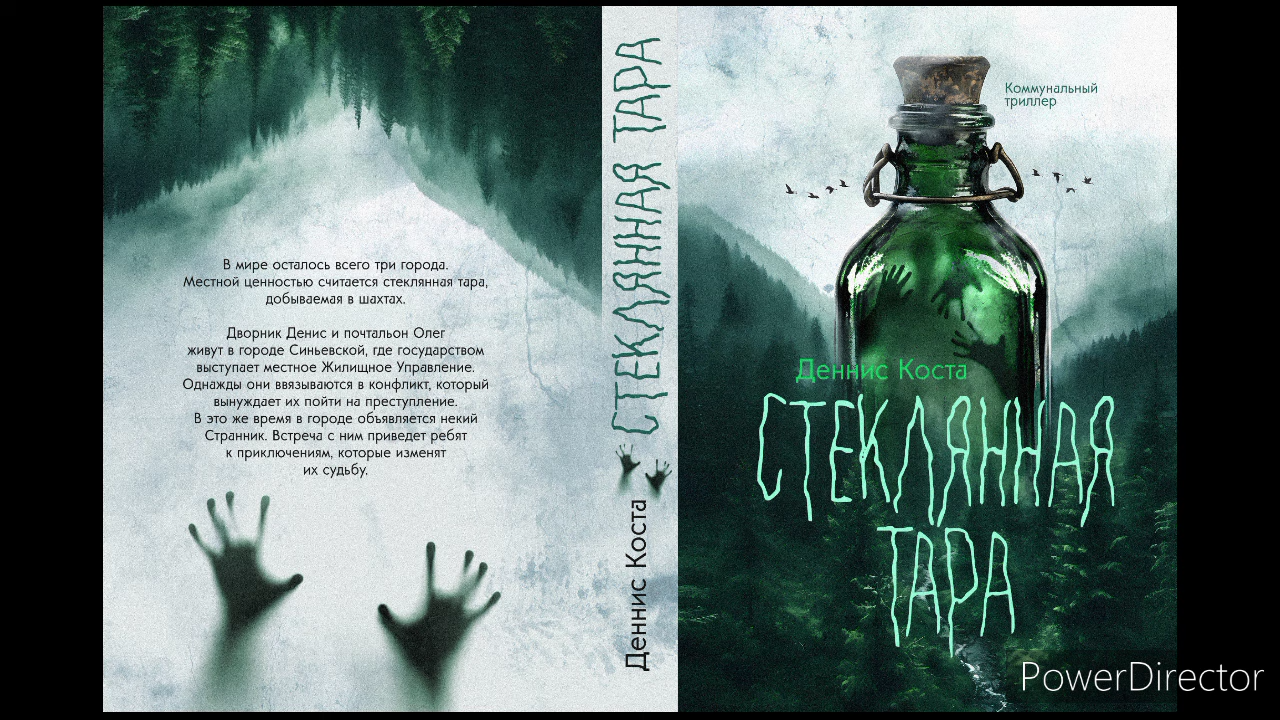 В мире осталось всего три города.
Местной ценностью считается стеклянная тара,
добываемая в шахтах.
Дворник Денис и почтальон Олег
живут в городе Синьевской, где государством
выступает местное Жилищное Управление.
Однажды они ввязываются в конфликт, который
вынуждает их пойти на преступление.
В это же время в городе объявляется некий
Странник. Встреча с ним приведет ребят
к приключениям, которые изменят
их судьбу.
СТЕКЛЯННАЯ ТАРА
Деннис Коста
Коммунальный
триллер
Деннис Коста
СТЕКЛЯННАЯ
ТАРА
PowerDirector